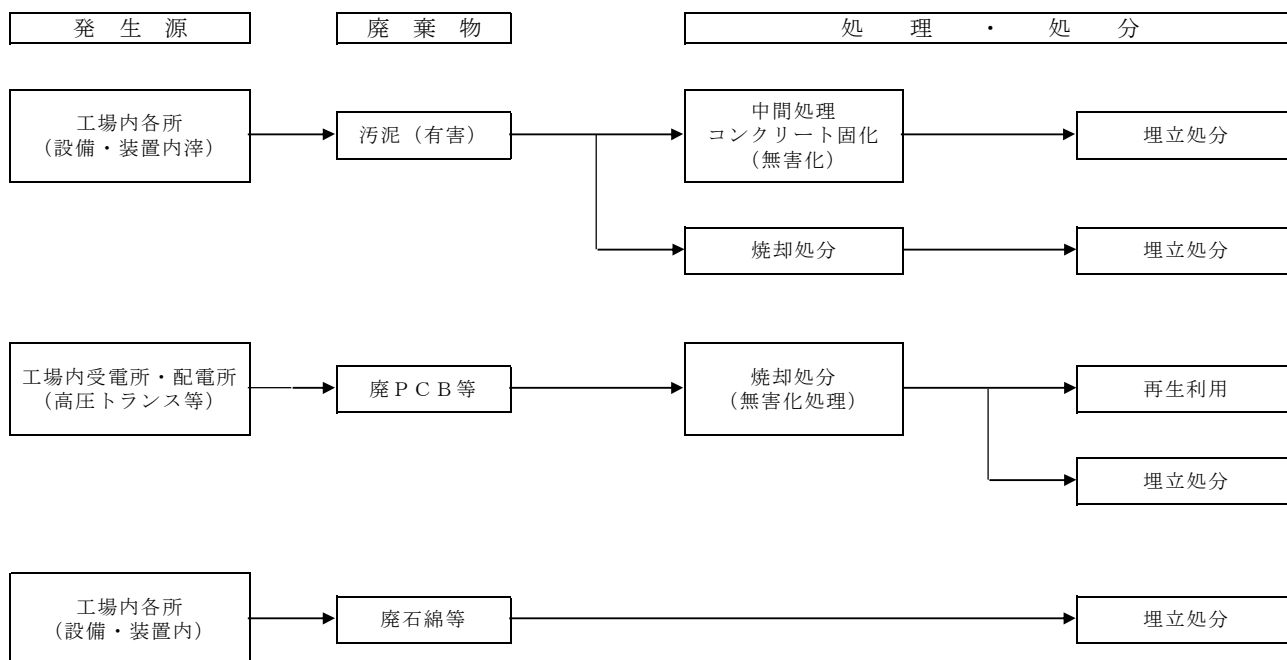 発生源
廃棄物
処理・処分
工場内各所
（設備・装置内滓）
汚泥（有害）
中間処理
コンクリート固化
（無害化）
埋立処分
焼却処分
埋立処分
工場内受電所・配電所
（高圧トランス等）
廃ＰＣＢ等
焼却処分
（無害化処理）
再生利用
埋立処分
工場内各所
（設備・装置内）
廃石綿等
埋立処分